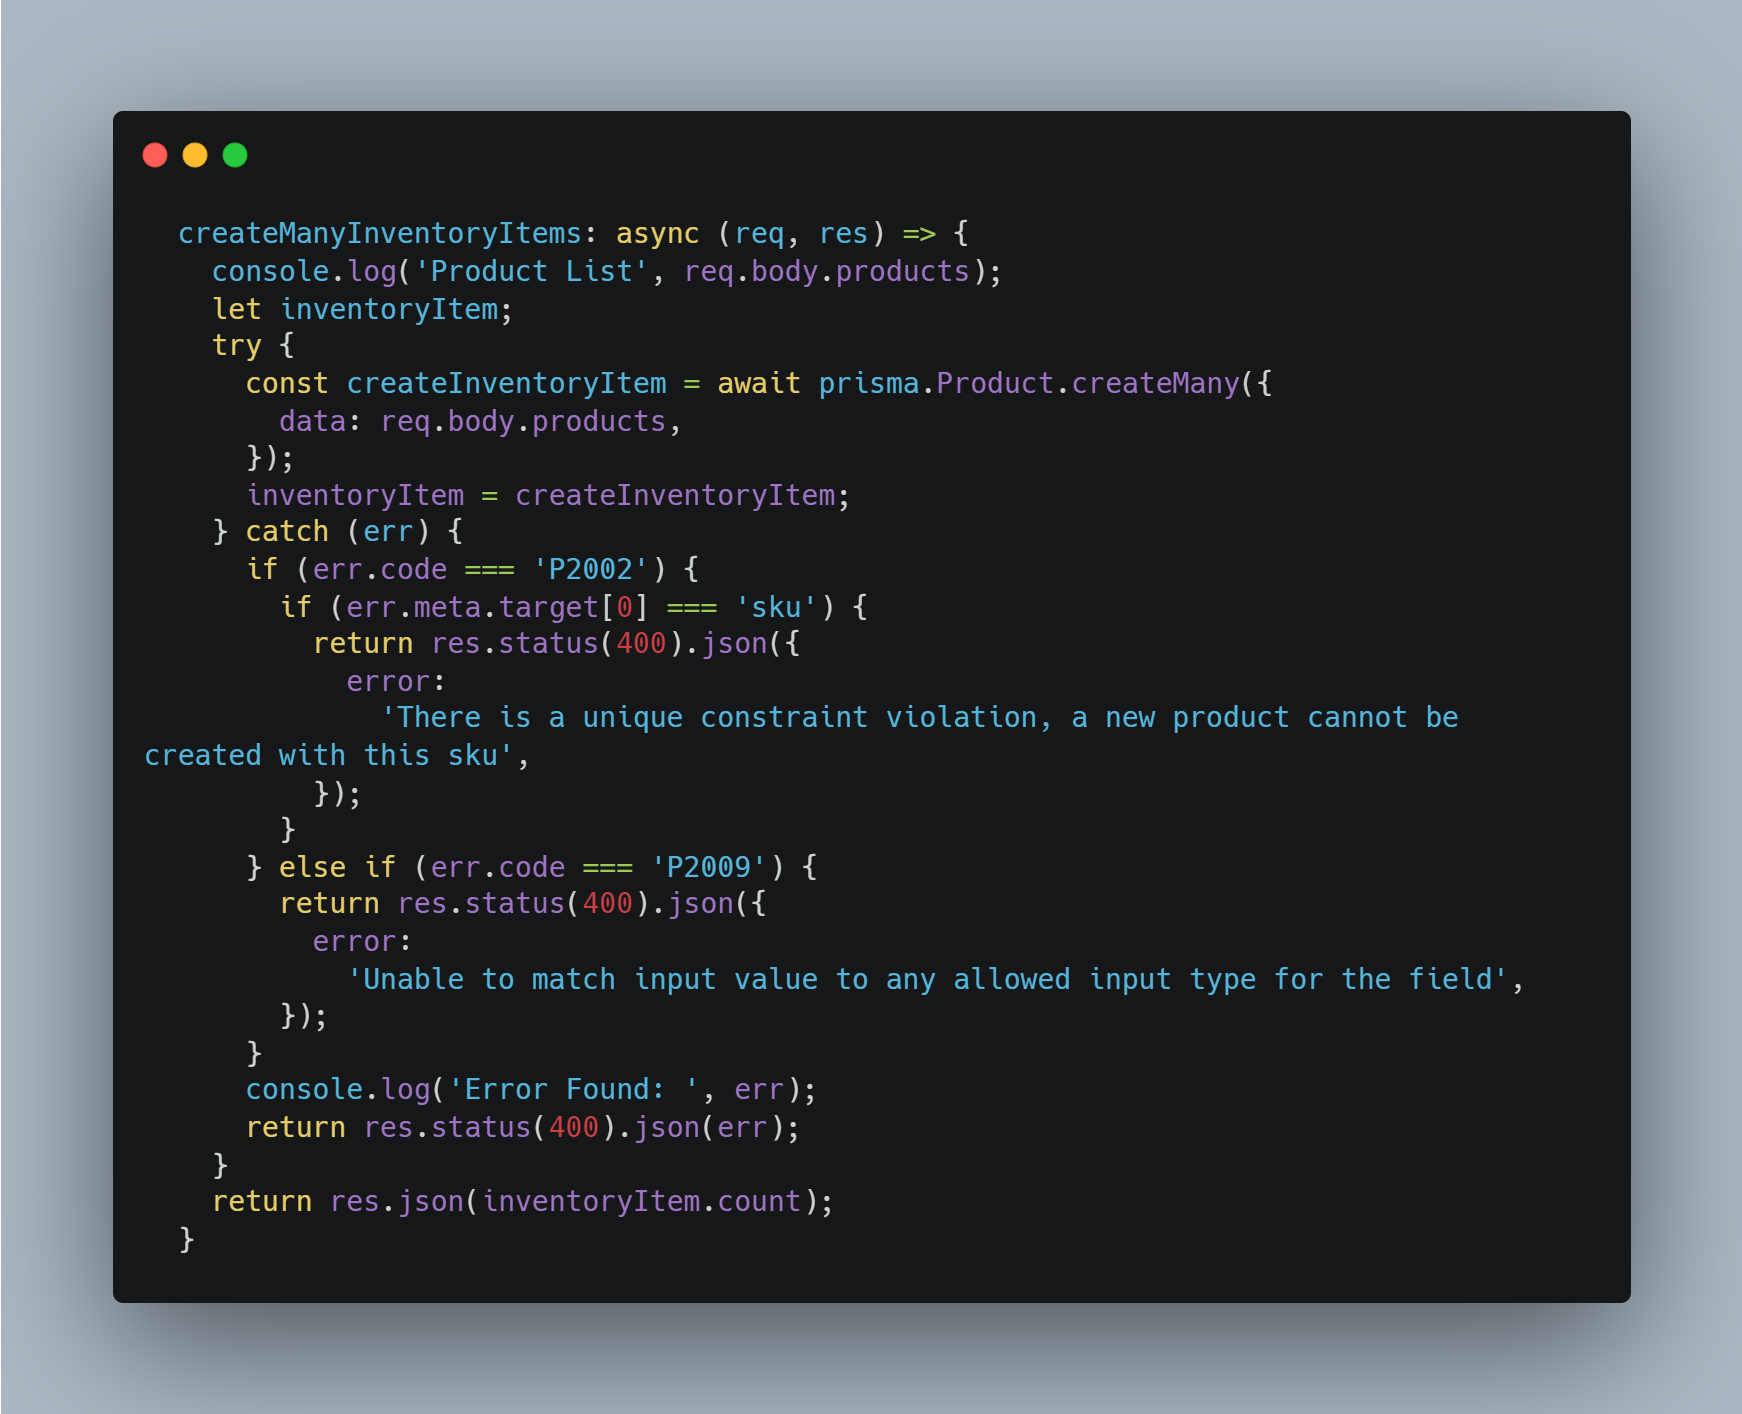 createManyInventoryItems: async (req, res) => {
    console.log('Product List', req.body.products);
    let inventoryItem;
    try {
      const createInventoryItem = await prisma.Product.createMany({
        data: req.body.products,
      });
      inventoryItem = createInventoryItem;
    } catch (err) {
      if (err.code === 'P2002') {
        if (err.meta.target[0] === 'sku') {
          return res.status(400).json({
            error:
              'There is a unique constraint violation, a new product cannot be
created with this sku',
          });
        }
      } else if (err.code === 'P2009') {
        return res.status(400).json({
          error:
            'Unable to match input value to any allowed input type for the field',
        });
      }
      console.log('Error Found: ', err);
      return res.status(400).json(err);
    }
    return res.json(inventoryItem.count);
  }